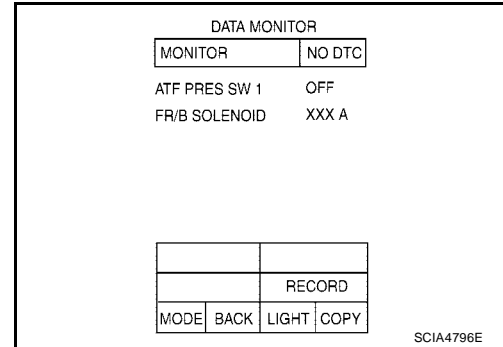 DATA MONITOR
MONITOR NO DTC
ATF PRES SW 1 OFF
FR/B SOLENOID XXX A
RECORD
MODE BACK LIGHT COPY
SCIA4796E